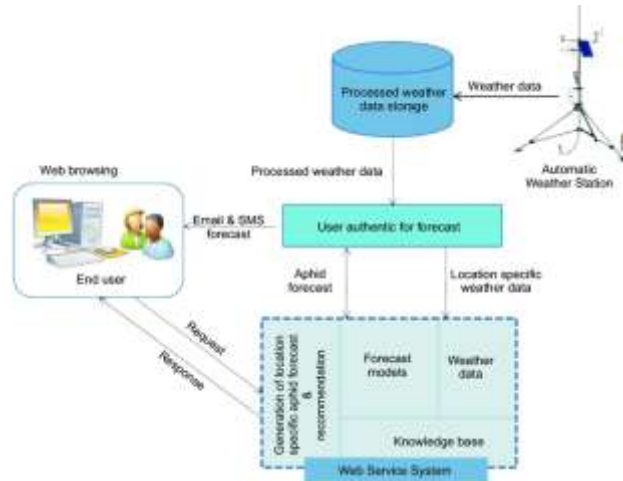 Processed weather
data storage
Weather data
Automatic
Weather Station
Processed weather data
Web browsing
End user
Email & SMS
forecast
User authentic for forecast
Aphid
forecast
Location specific
weather data
Request
Response
Generation of location
specific aphid forecast
&
recommendation
Forecast
models
Weather
data
Knowledge base
Web Service System